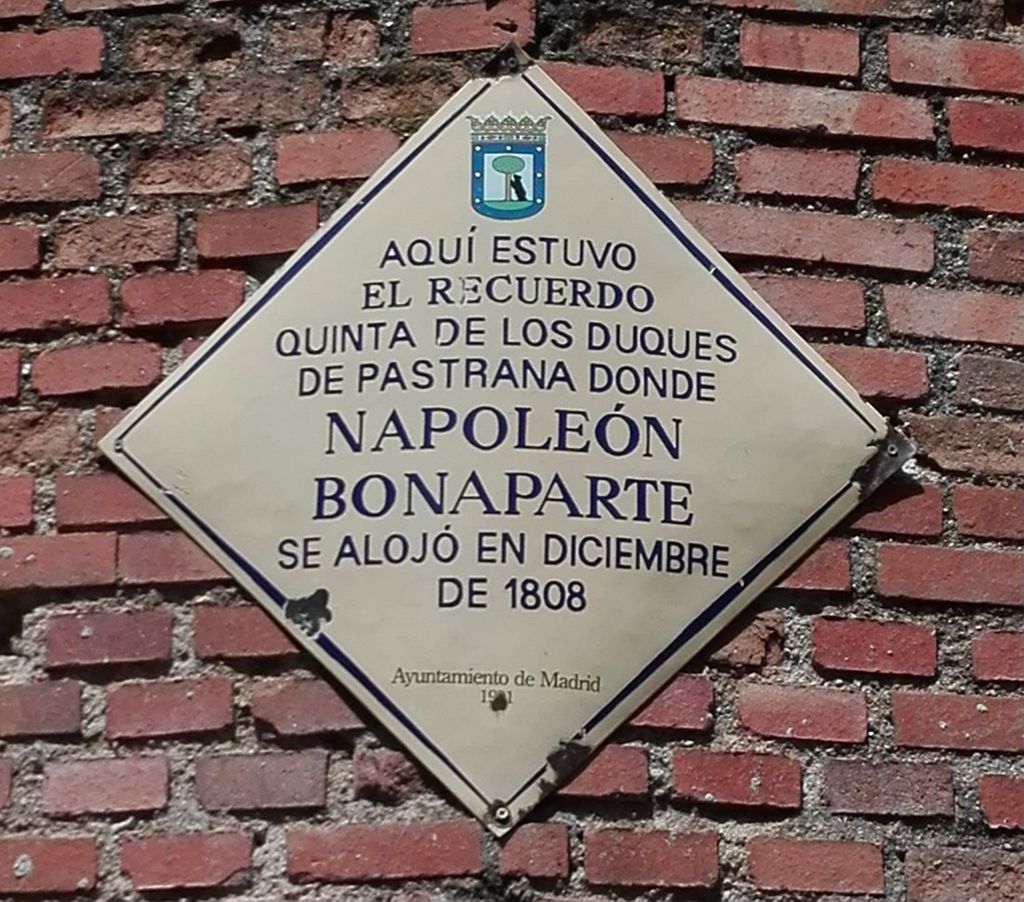 AQUÍ ESTUVO
EL RECUERDO
QUINTA DE LOS DUQUES
DE PASTRANA DONDE
NAPOLEÓN
BONAPARTE
SE ALOJÓ EN DICIEMBRE
DE 1808
Ayuntamiento de Madrid